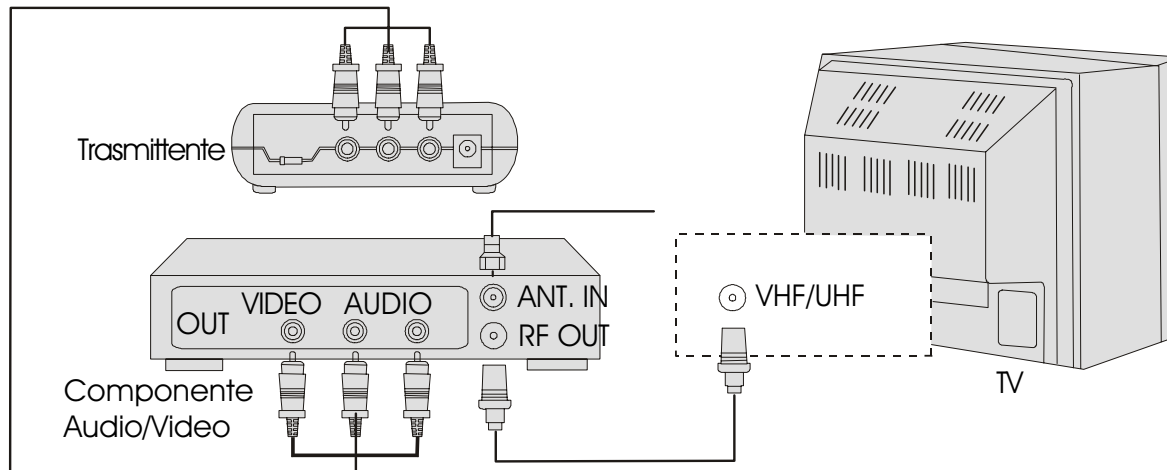 Trasmittente
VIDEO AUDIO
OUT
ANT. IN
RF OUT
VHF/UHF
Componente
Audio/Video
TV